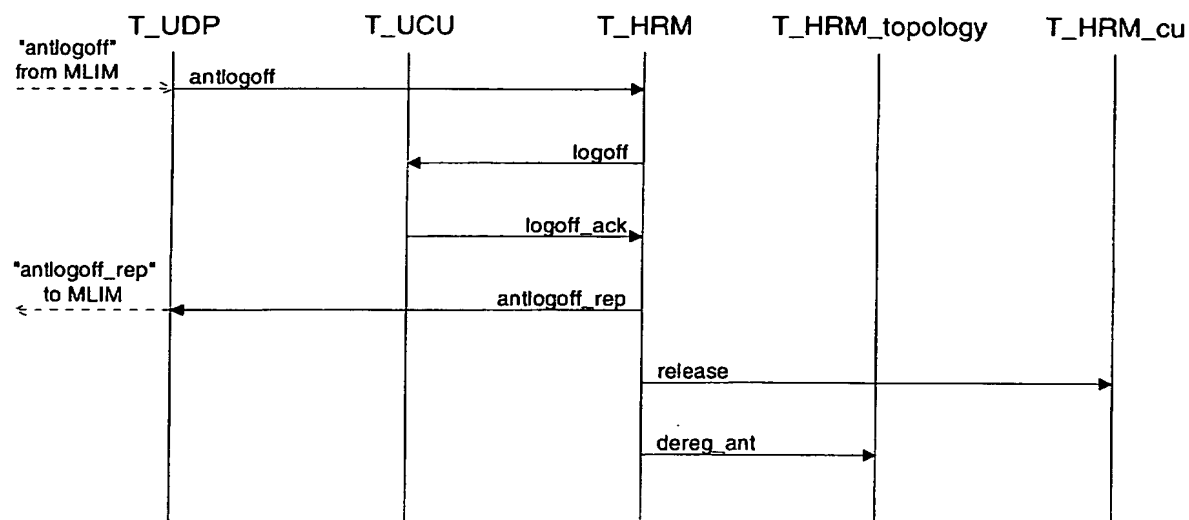 T_UDP T_UCU T_HRM T_HRM_topology T_HRM_cu
"antlogoff"
from MLIM
antlogoff
logoff
logoff_ack
"antlogoff_rep"
to MLIM
antlogoff_rep
release
dereg_ant